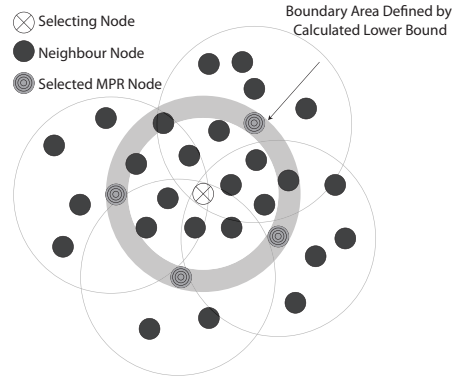 Selecting Node
Neighbour Node
Selected MPR Node
Boundary Area Defined by
Calculated Lower Bound